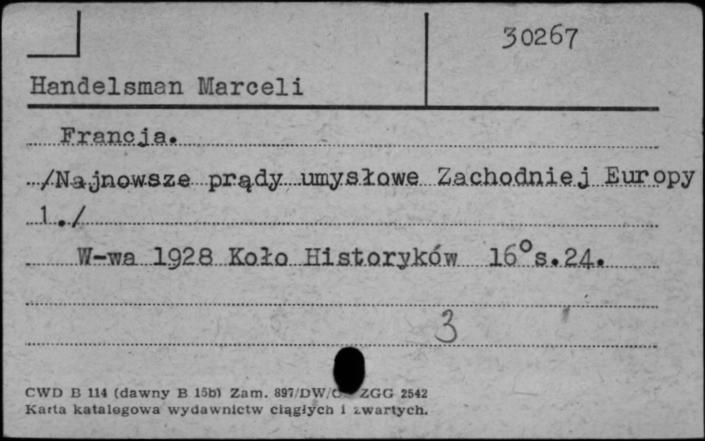 30267
Handelsman Marceli
Francja.
/Najnowsze prądy umysłowe Zachodniej Europy
1./
W-wa 1928 Koło Historyków 16° s.24.
3
CWD B 114 (dawny B 15b) Zam. 897/DW/ ZGG 2542
Karta katalogowa wydawnictw ciągłych i zwartych.